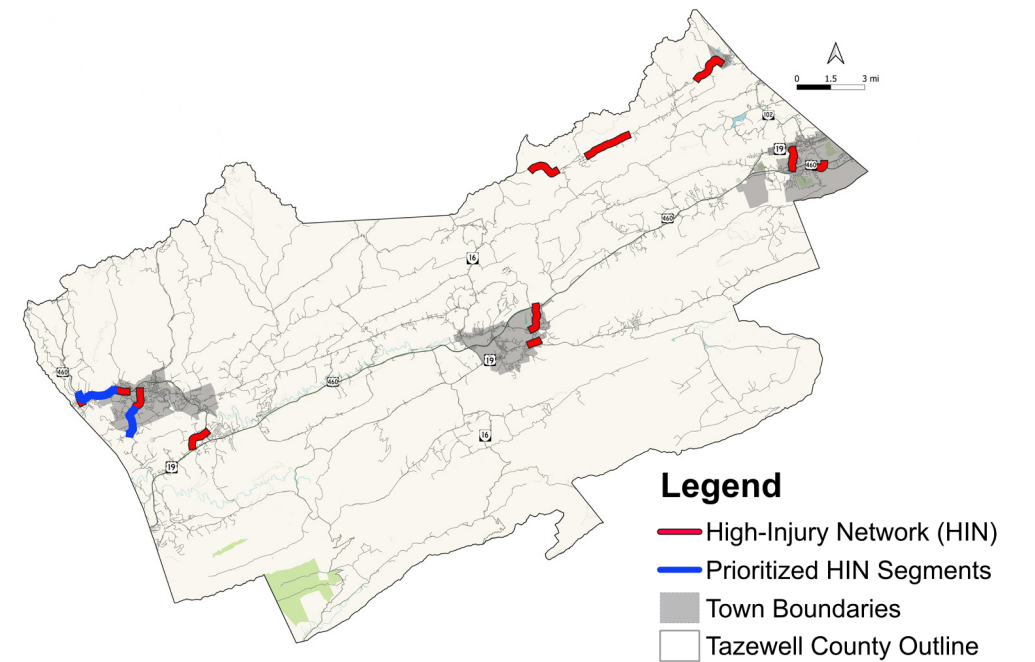 0 1.5 3 mi
102
19
460
460
16
460
19
460
16
19
Legend
High-Injury Network (HIN)
Prioritized HIN Segments
Town Boundaries
Tazewell County Outline